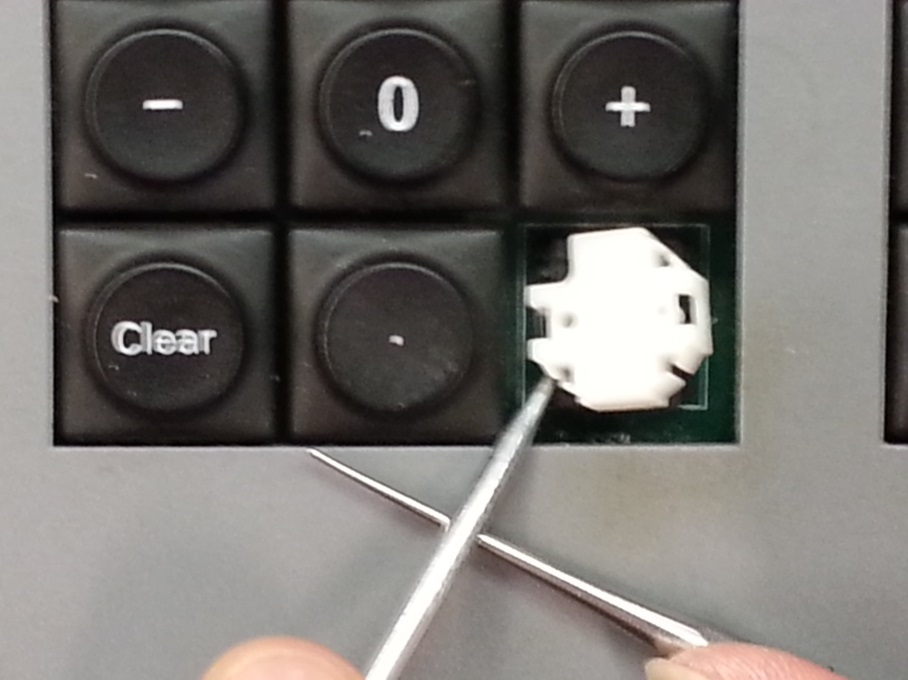 - 0 +
Clear .